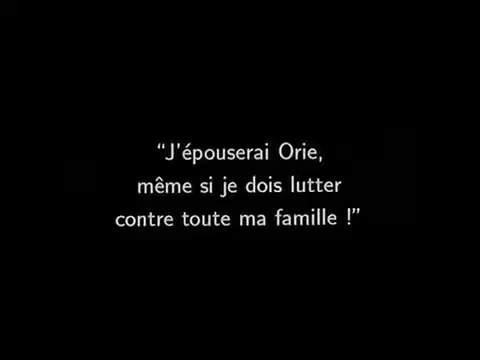 “J’épouserai Orie,
même si je dois lutter
contre toute ma famille !”